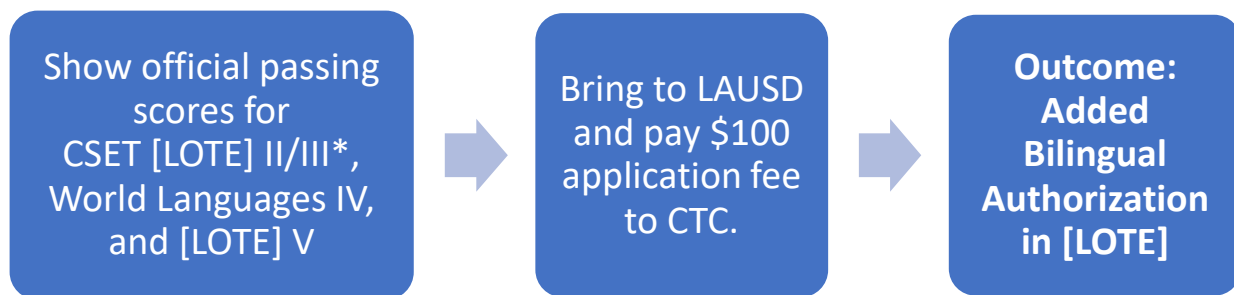 Show official passing
scores for
CSET [LOTE] II/III*,
World Languages IV,
and [LOTE] V
Bring to LAUSD
and pay $100
application fee
to CTC.
Outcome:
Added
Bilingual
Authorization
in [LOTE]